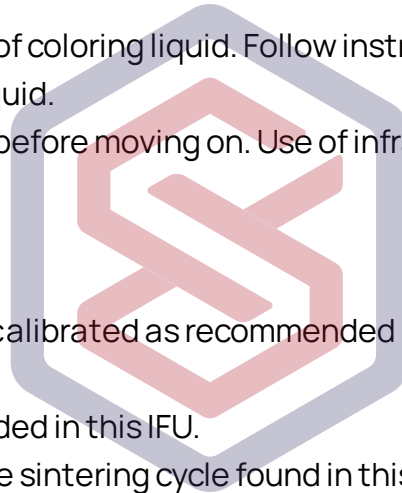 of coloring liquid. Follow instr
uid.
before moving on. Use of infr
calibrated as recommended
ded in this IFU.
e sintering cycle found in this